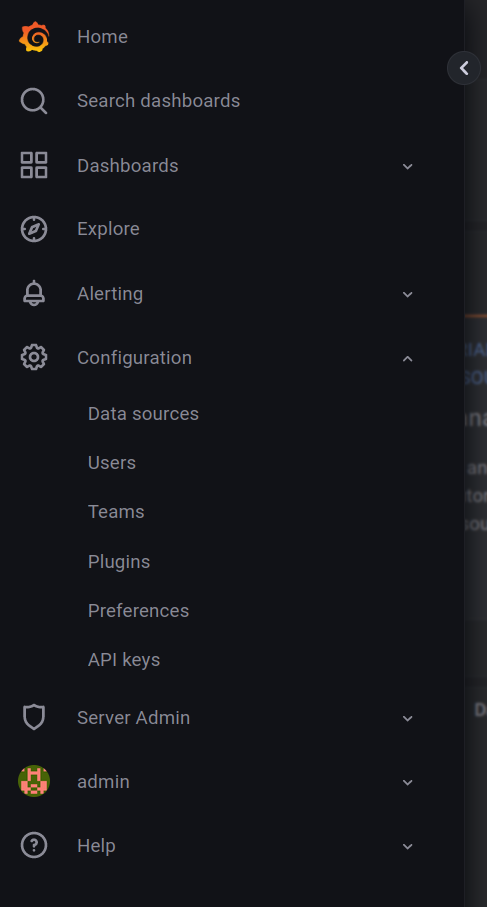 Home
Search dashboards
Dashboards
Explore
Alerting
Configuration
Data sources
Users
Teams
Plugins
Preferences
API keys
Server Admin
admin
Help